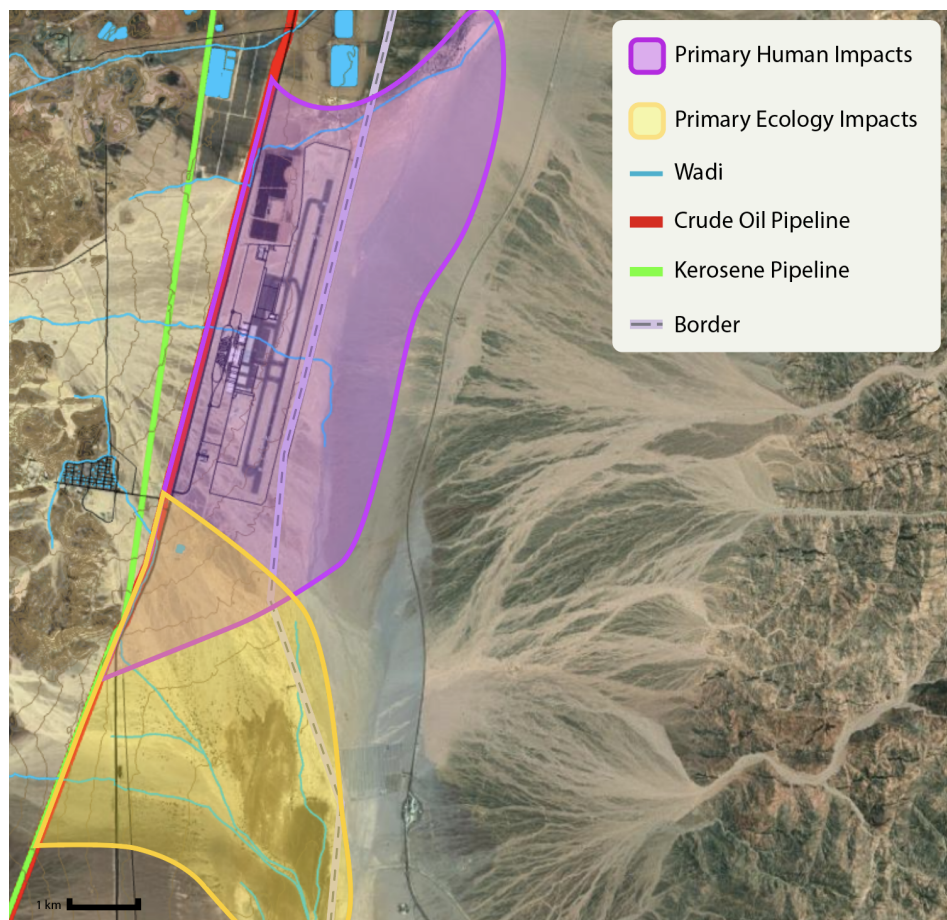 Primary Human Impacts
Primary Ecology Impacts
Wadi
Crude Oil Pipeline
Kerosene Pipeline
Border
1 km